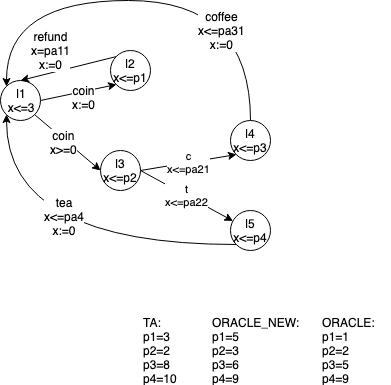 coffee
x<=pa31
x:=0
refund
x=pa11
x:=0
l2
x<=p1
l1
x<=3
coin
x:=0
coin
x>=0
c
x<=pa21
l4
x<=p3
l3
x<=p2
t
x<=pa22
tea
x<=pa4
x:=0
l5
x<=p4
TA:
p1=3
p2=2
p3=8
p4=10
ORACLE_NEW:
p1=5
p2=3
p3=6
p4=9
ORACLE:
p1=1
p2=2
p3=5
p4=9